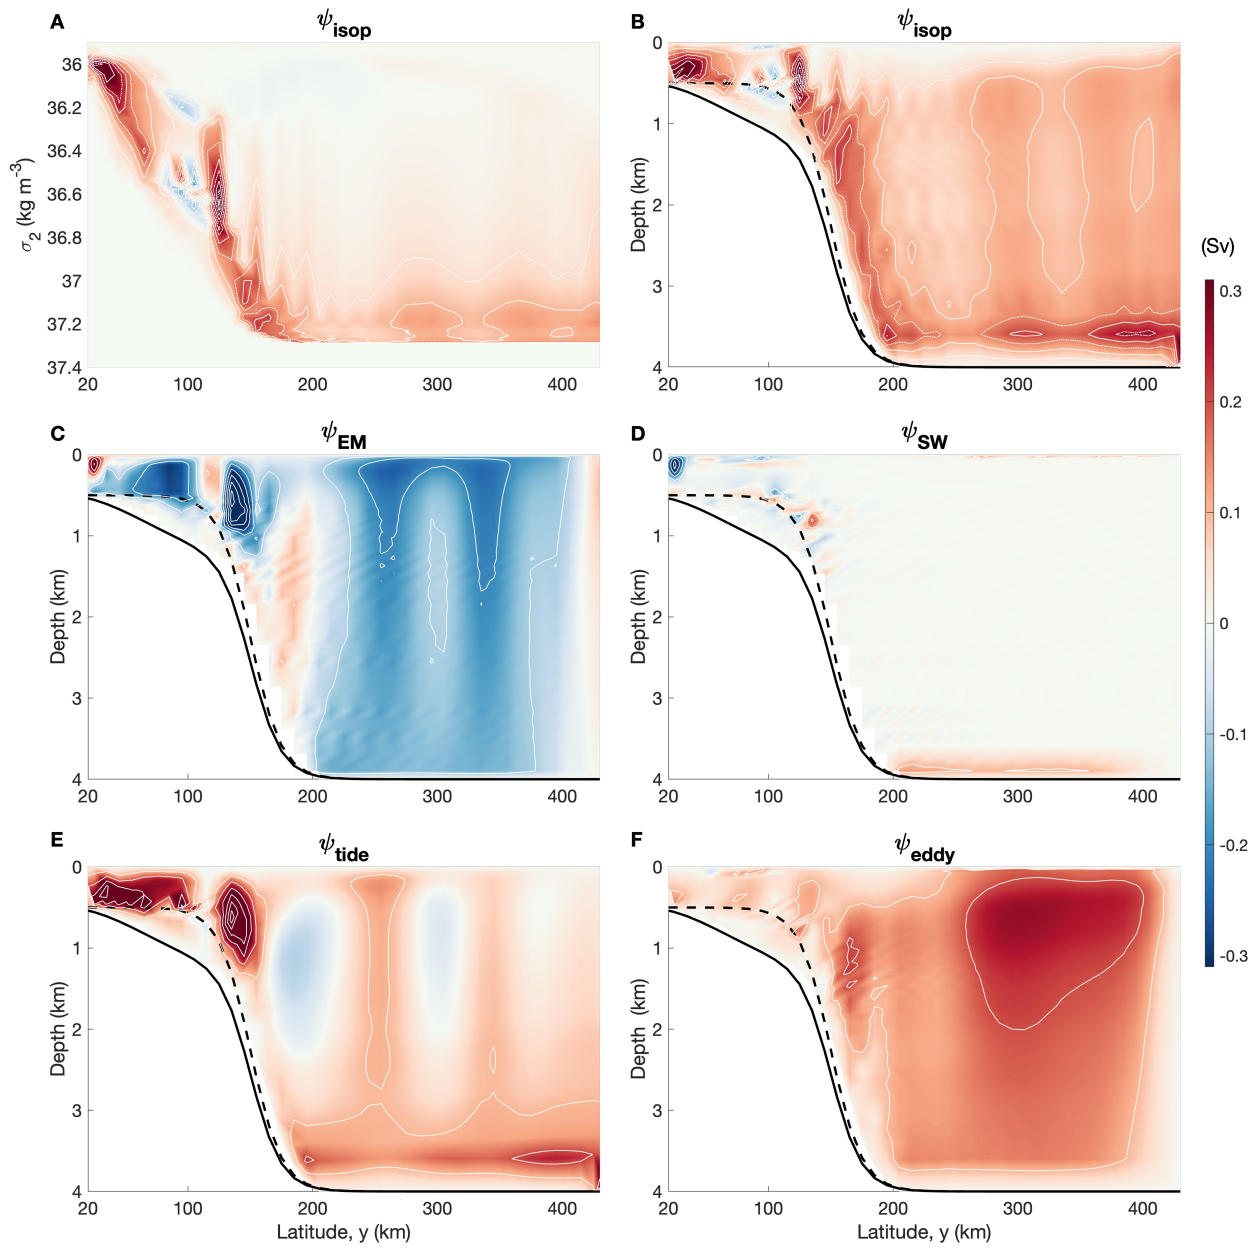 A ψisop
36
36.2
36.4
36.6
36.8
37
37.2
37.4
σ2 (kg m-3)
20 100 200 300 400
B ψisop
0
1
2
3
4
Depth (km)
20 100 200 300 400
(Sv)
0.3
0.2
0.1
0
-0.1
-0.2
-0.3
C ψEM
0
1
2
3
4
Depth (km)
20 100 200 300 400
D ψSW
0
1
2
3
4
Depth (km)
20 100 200 300 400
E ψtide
0
1
2
3
4
Depth (km)
20 100 200 300 400
Latitude, y (km)
F ψeddy
0
1
2
3
4
Depth (km)
20 100 200 300 400
Latitude, y (km)